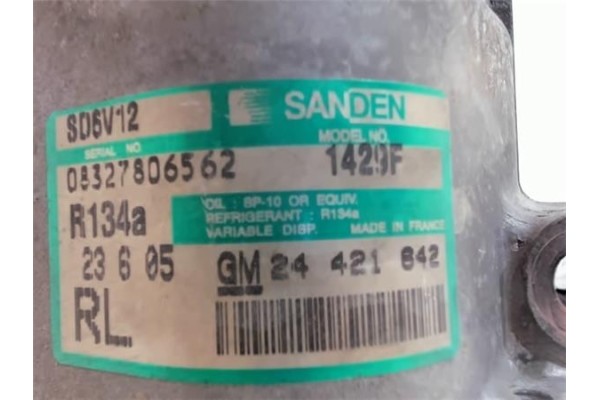 SD6V12
SANDEN
SERIAL NO.
MODEL NO.
08327806562
1429F
R134a
OIL : SP-10 OR EQUIV.
REFRIGERANT : R134a
VARIABLE DISP. MADE IN FRANCE
23 6 05
GM 24 421 642
RL